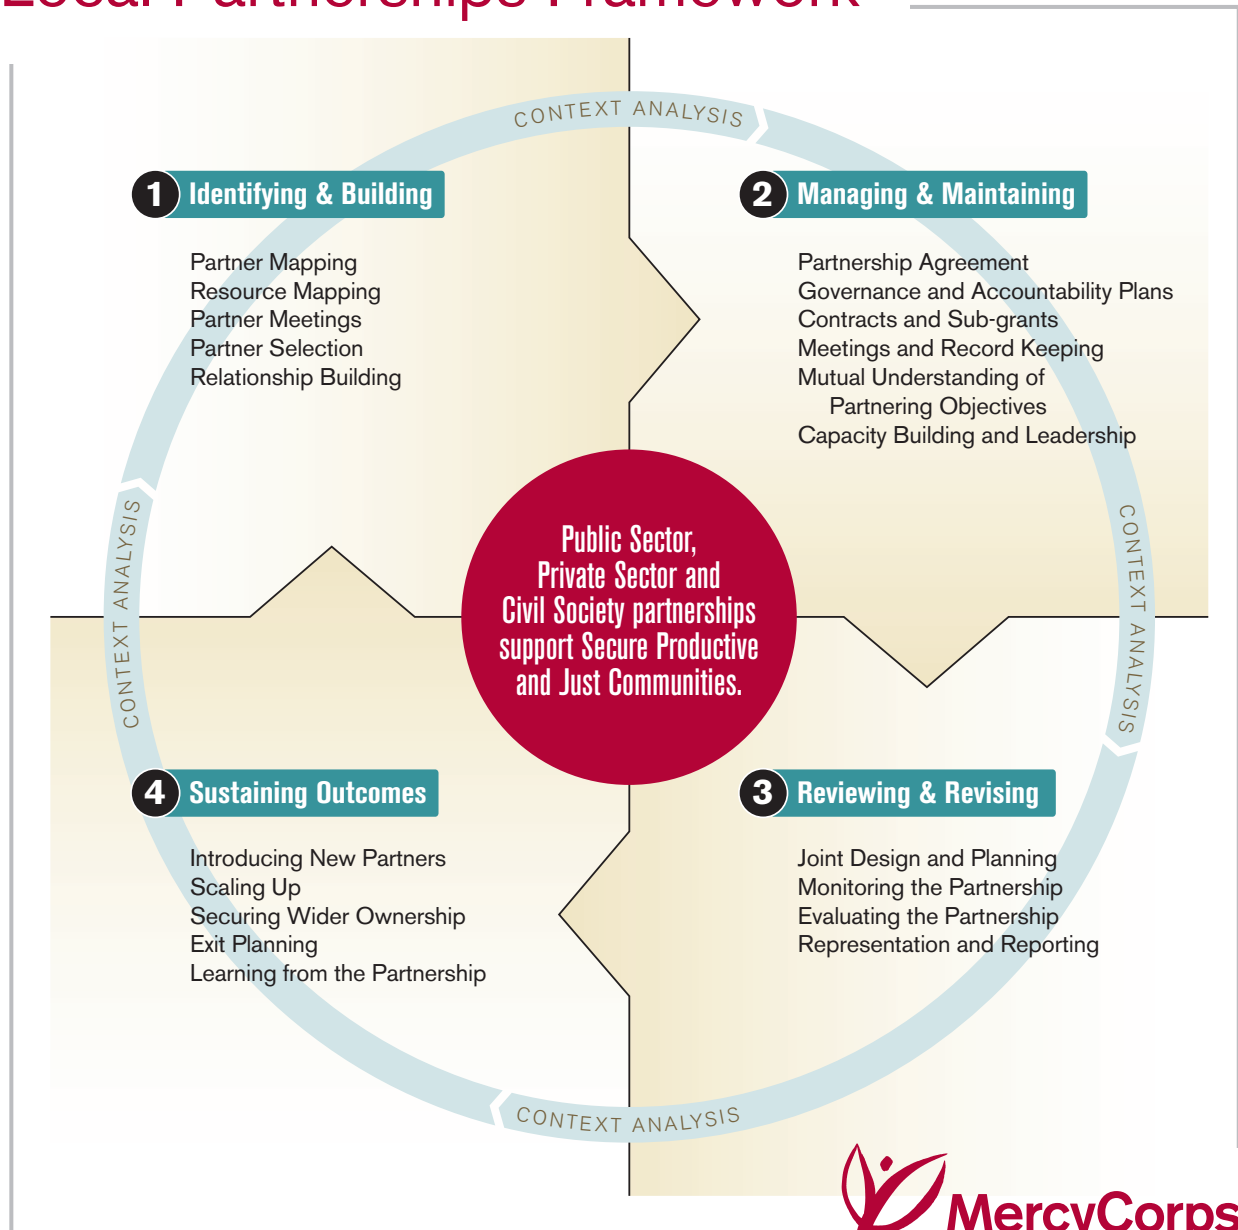 Local Partnerships Framework
CONTEXT ANALYSIS
1 Identifying & Building
Partner Mapping
Resource Mapping
Partner Meetings
Partner Selection
Relationship Building
2 Managing & Maintaining
Partnership Agreement
Governance and Accountability Plans
Contracts and Sub-grants
Meetings and Record Keeping
Mutual Understanding of
Partnering Objectives
Capacity Building and Leadership
CONTEXT ANALYSIS
CONTEXT ANALYSIS
Public Sector,
Private Sector and
Civil Society partnerships
support Secure Productive
and Just Communities.
4 Sustaining Outcomes
Introducing New Partners
Scaling Up
Securing Wider Ownership
Exit Planning
Learning from the Partnership
3 Reviewing & Revising
Joint Design and Planning
Monitoring the Partnership
Evaluating the Partnership
Representation and Reporting
CONTEXT ANALYSIS
MercyCorps